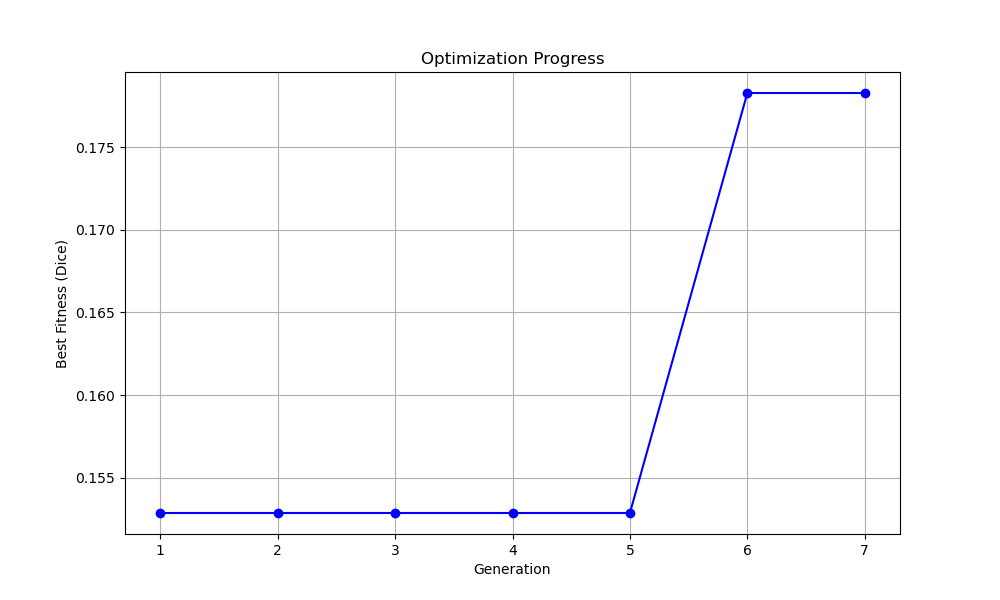 Optimization Progress
Best Fitness (Dice)
0.175
0.170
0.165
0.160
0.155
1 2 3 4 5 6 7
Generation